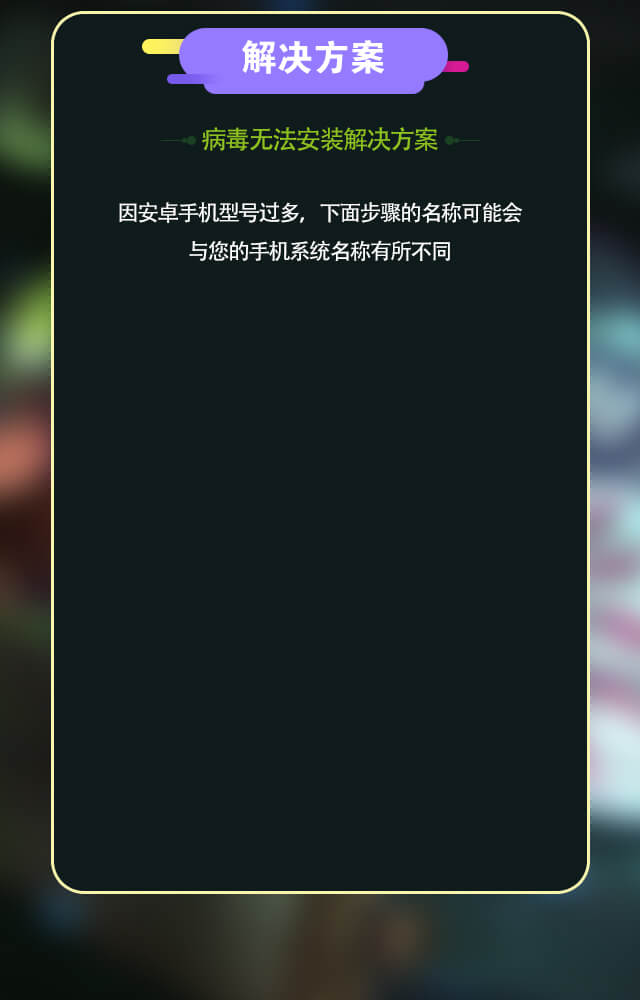 解决方案
病毒无法安装解决方案
因安卓手机型号过多，下面步骤的名称可能会
与您的手机系统名称有所不同